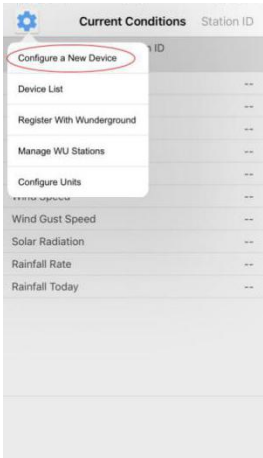 Current Conditions Station ID
n ID
Configure a New Device
Device List
--
Register With Wunderground
--
--
Manage WU Stations
--
Configure Units
--
--
Wind Gust Speed --
Solar Radiation --
Rainfall Rate --
Rainfall Today --